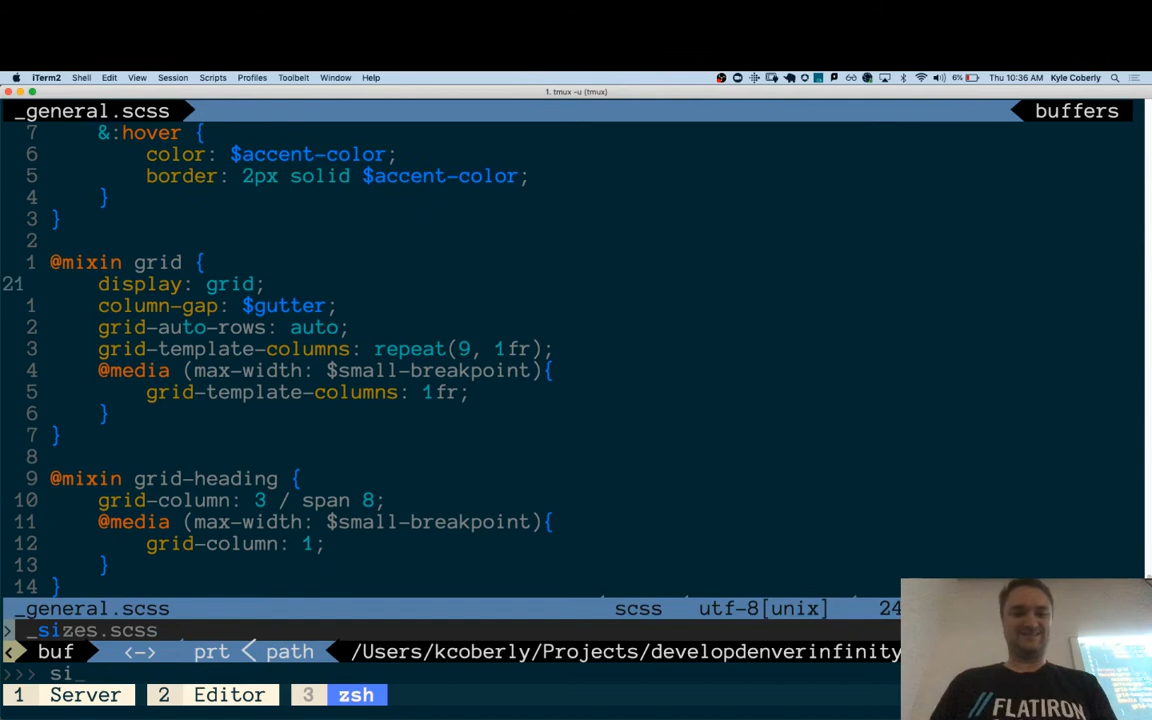 iTerm2 Shell Edit View Session Scripts Profiles Toolbelt Window Help 6% Thu 10:36 AM Kyle Coberly
1. tmux -u (tmux)
_general.scss buffers
7 &:hover {
6 color: $accent-color;
5 border: 2px solid $accent-color;
4 }
3 }
2
1 @mixin grid {
21 display: grid;
1 column-gap: $gutter;
2 grid-auto-rows: auto;
3 grid-template-columns: repeat(9, 1fr);
4 @media (max-width: $small-breakpoint){
5 grid-template-columns: 1fr;
6 }
7 }
8
9 @mixin grid-heading {
10 grid-column: 3 / span 8;
11 @media (max-width: $small-breakpoint){
12 grid-column: 1;
13 }
14 }
_general.scss scss utf-8[unix] 24
> _sizes.scss
< buf <-> prt < path /Users/kcoberly/Projects/developdenverinfinity
>>> si_
1 Server 2 Editor 3 zsh
// FLATIRON